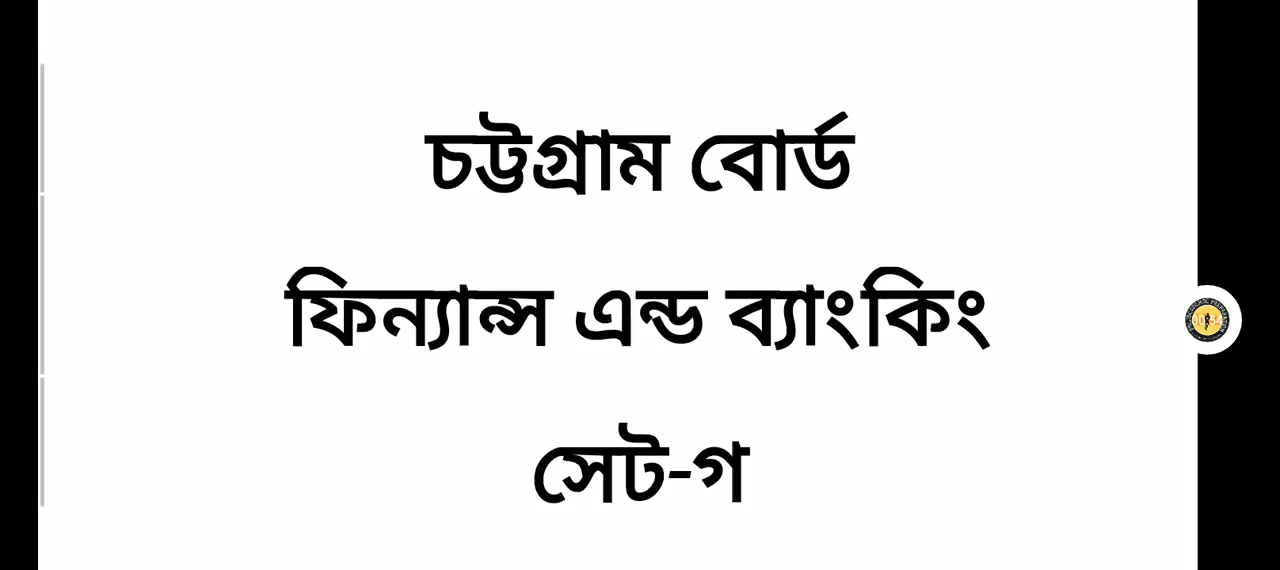 চট্টগ্রাম বোর্ড
ফিন্যান্স এন্ড ব্যাংকিং
সেট-গ